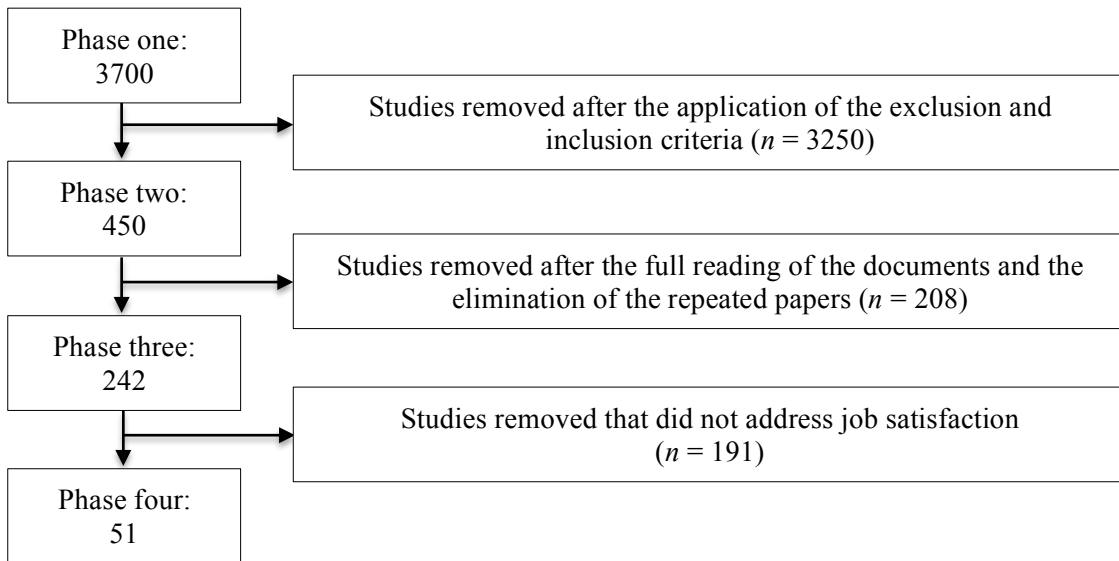 Phase one:
3700
Studies removed after the application of the exclusion and
inclusion criteria (n = 3250)
Phase two:
450
Studies removed after the full reading of the documents and the
elimination of the repeated papers (n = 208)
Phase three:
242
Studies removed that did not address job satisfaction
(n = 191)
Phase four:
51